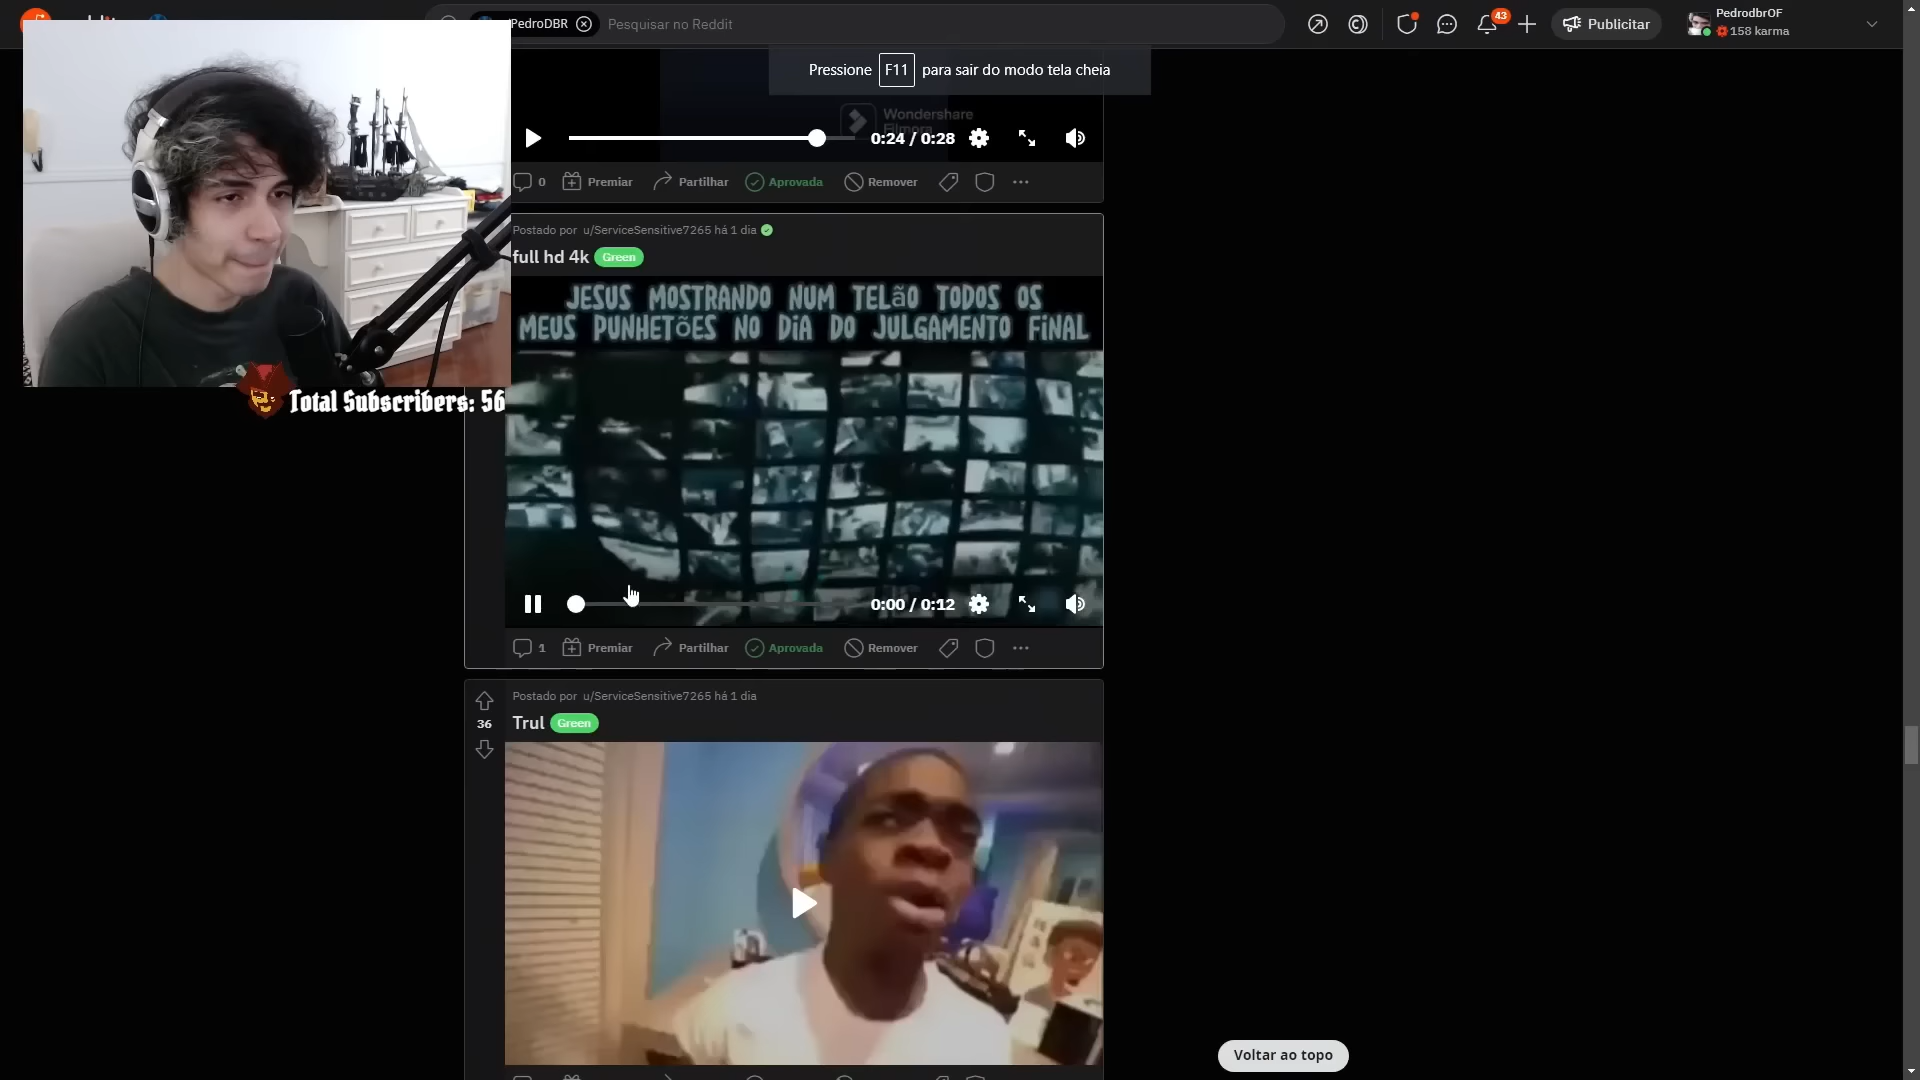 PedroDBR
Pesquisar no Reddit
43
Publicitar
PedrodbrOF
158 karma
Pressione F11 para sair do modo tela cheia
Wondershare
Filmora
0:24 / 0:28
0
Premiar
Partilhar
Aprovada
Remover
Postado por u/ServiceSensitive7265 há 1 dia
full hd 4k Green
JESUS MOSTRANDO NUM TELãO TODOS OS
MEUS PUNHETõES NO DiA DO JULGAMENTO FiNAL
Total Subscribers: 56
0:00 / 0:12
1
Premiar
Partilhar
Aprovada
Remover
Postado por u/ServiceSensitive7265 há 1 dia
36
Trul Green
Voltar ao topo